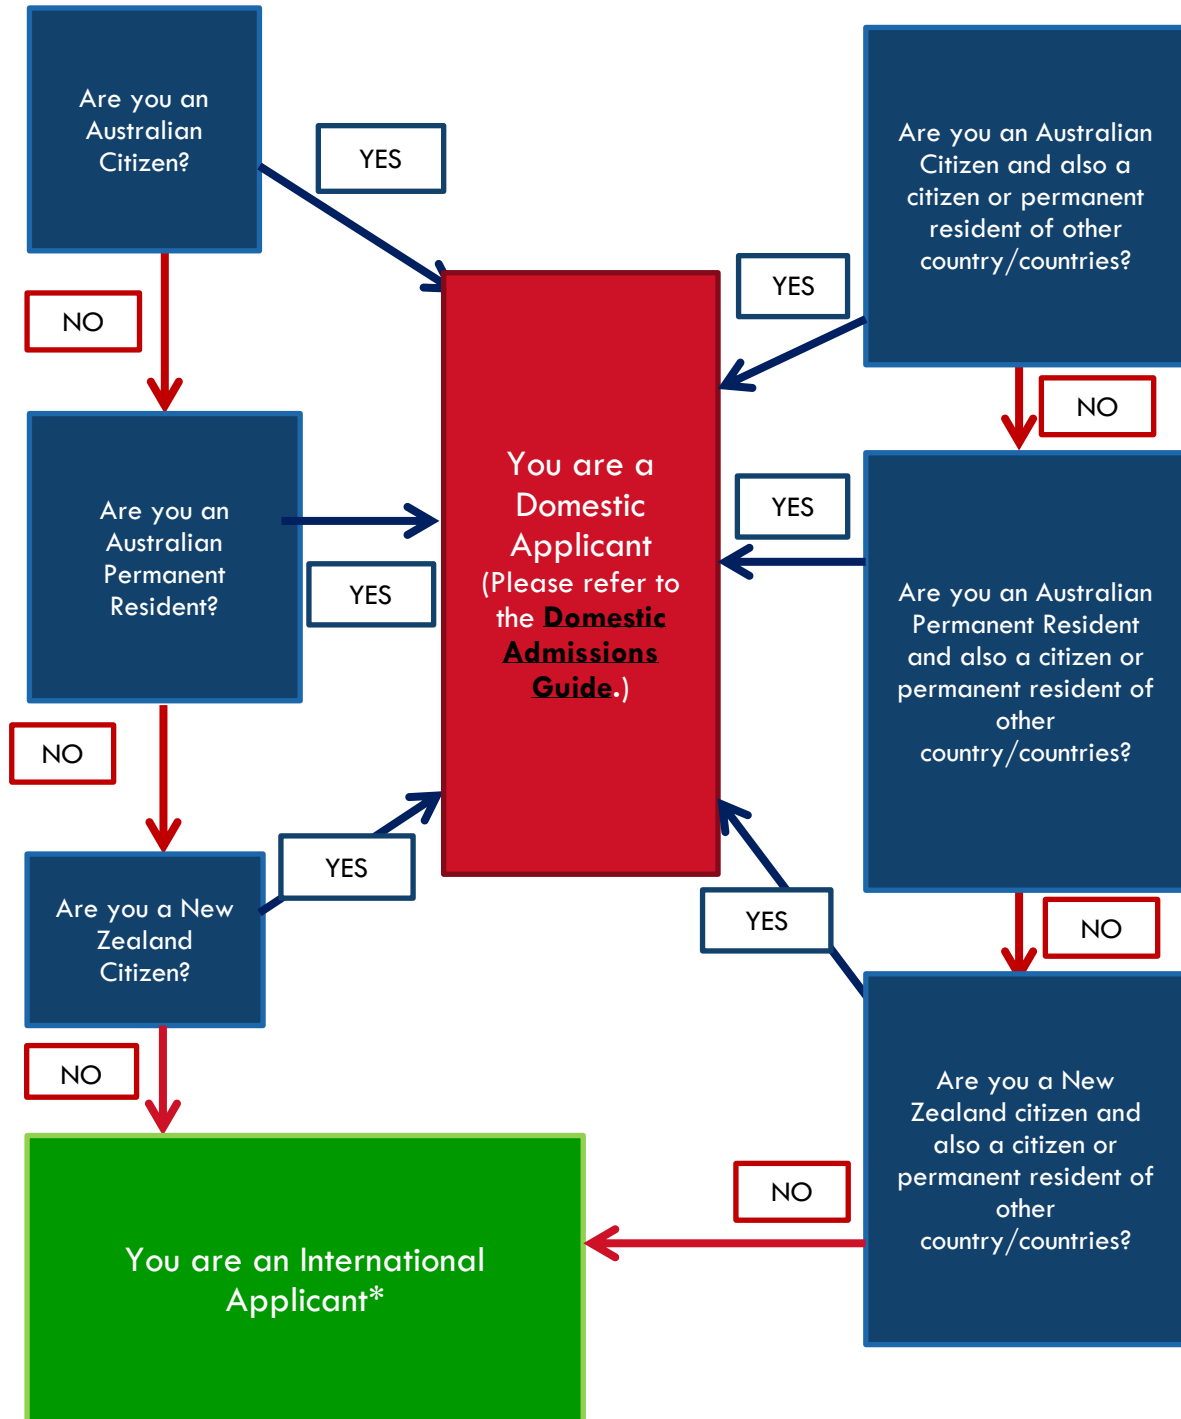 Are you an
Australian
Citizen?
YES
NO
Are you an
Australian
Permanent
Resident?
YES
NO
Are you a New
Zealand
Citizen?
YES
NO
You are a
Domestic
Applicant
(Please refer to
the Domestic
Admissions
Guide.)
Are you an Australian
Citizen and also a
citizen or permanent
resident of other
country/countries?
YES
NO
Are you an Australian
Permanent Resident
and also a citizen or
permanent resident of
other
country/countries?
YES
NO
Are you a New
Zealand citizen and
also a citizen or
permanent resident of
other
country/countries?
YES
NO
You are an International
Applicant*